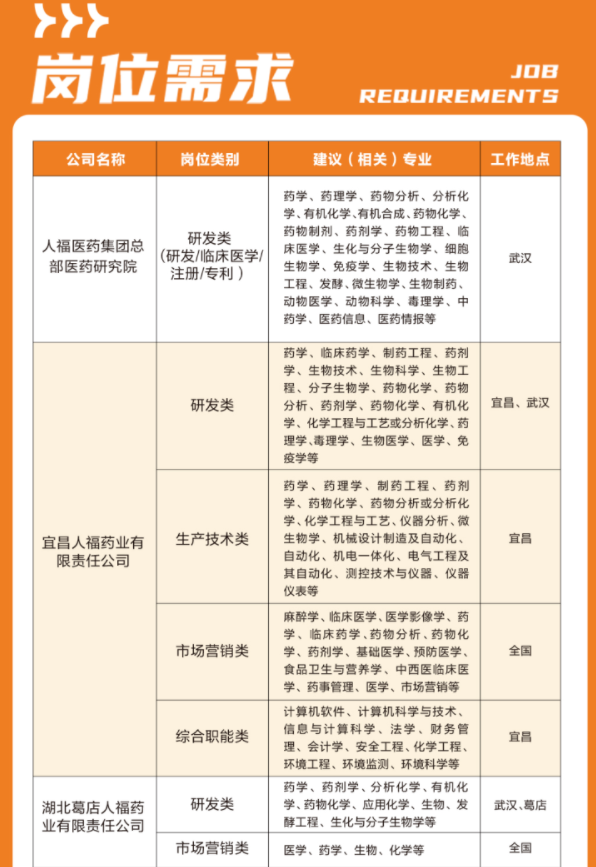 岗位需求
JOB
REQUIREMENTS
公司名称 岗位类别 建议（相关）专业 工作地点
人福医药集团总
部医药研究院
研发类
（研发/临床医学/
注册/专利 ）
药学、药理学、药物分析、分析化
学、有机化学、有机合成、药物化学、
药物制剂、药剂学、药物工程、临
床医学、生化与分子生物学、细胞
生物学、免疫学、生物技术、生物
工程、发酵、微生物学、生物制药、
动物医学、动物科学、毒理学、中
药学、医药信息、医药情报等
武汉
宜昌人福药业有
限责任公司
研发类
药学、临床药学、制药工程、药剂
学、生物技术、生物科学、生物工
程、分子生物学、药物化学、药物
分析、药剂学、药物化学、有机化
学、化学工程与工艺或分析化学、药
理学、毒理学、生物医学、医学、免
疫学等
宜昌、武汉
生产技术类
药学、药理学、制药工程、药剂
学、药物化学、药物分析或分析化
学、化学工程与工艺、仪器分析、微
生物学、机械设计制造及自动化、
自动化、机电一体化、电气工程及
其自动化、测控技术与仪器、仪器
仪表等
宜昌
市场营销类
麻醉学、临床医学、医学影像学、药
学、临床药学、药物分析、药物化
学、药剂学、基础医学、预防医学、
食品卫生与营养学、中西医临床医
学、药事管理、医学、市场营销等
全国
综合职能类
计算机软件、计算机科学与技术、
信息与计算科学、法学、财务管
理、会计学、安全工程、化学工程、
环境工程、环境监测、环境科学等
宜昌
湖北葛店人福药
业有限责任公司
研发类
药学、药剂学、分析化学、有机化
学、药物化学、应用化学、生物、发
酵工程、生化与分子生物学等
武汉、葛店
市场营销类
医学、药学、生物、化学等
全国